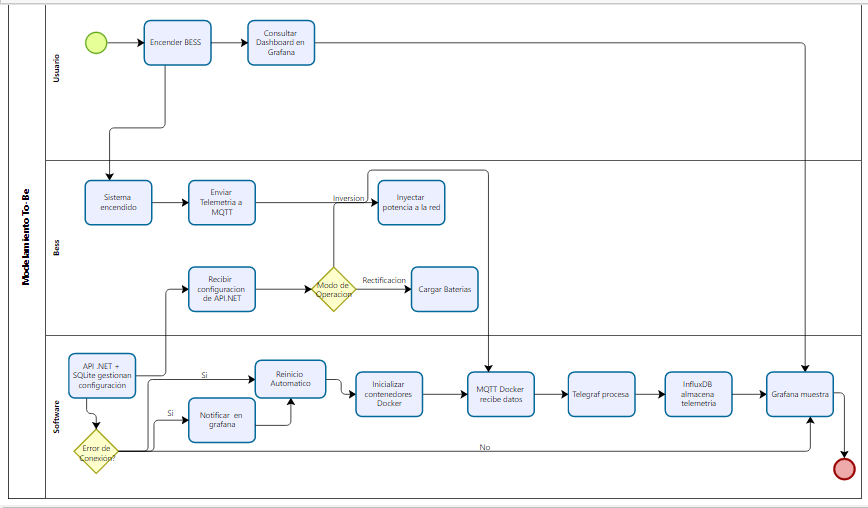 Modelamiento To-Be
Usuario
Encender BESS
Consultar
Dashboard en
Grafana
Bess
Sistema
encendido
Enviar
Telemetria a
MQTT
Inversion
Inyectar
potencia a la red
Recibir
configuracion
de API.NET
Modo de
Operacion
Rectificacion
Cargar Baterias
Software
API .NET +
SQLite gestionan
configuración
Error de
Conexión?
Si
Si
Notificar en
grafana
Reinicio
Automatico
Inicializar
contenedores
Docker
MQTT Docker
recibe datos
Telegraf procesa
InfluxDB
almacena
telemetría
Grafana muestra
No